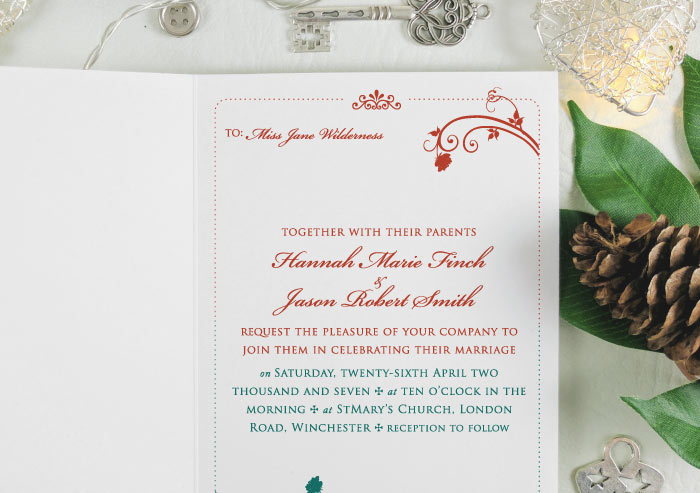 TO: Miss Jane Wilderness
TOGETHER WITH THEIR PARENTS
Hannah Marie Finch
&
Jason Robert Smith
REQUEST THE PLEASURE OF YOUR COMPANY TO
JOIN THEM IN CELEBRATING THEIR MARRIAGE
on SATURDAY, TWENTY-SIXTH APRIL TWO
THOUSAND AND SEVEN ✣ at TEN O'CLOCK IN THE
MORNING ✣ at STMARY'S CHURCH, LONDON
ROAD, WINCHESTER ✣ RECEPTION TO FOLLOW